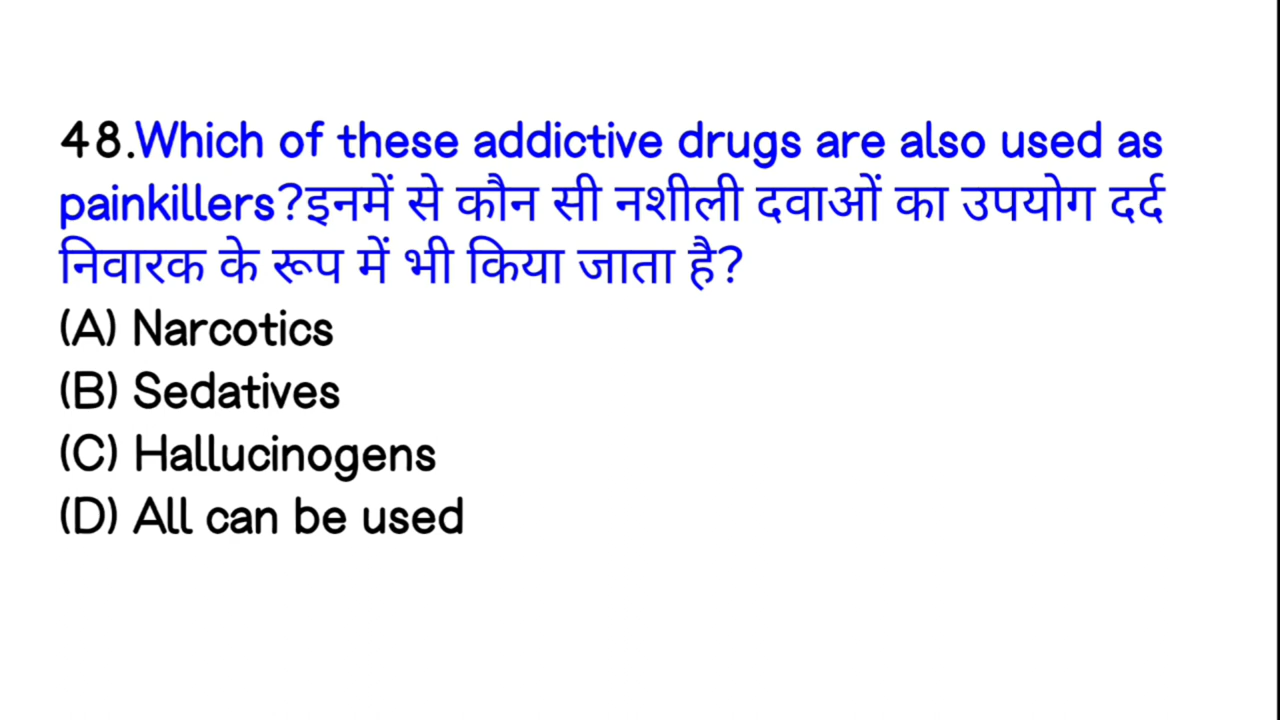 48.Which of these addictive drugs are also used as
painkillers?इनमें से कौन सी नशीली दवाओं का उपयोग दर्द
निवारक के रूप में भी किया जाता है?
(A) Narcotics
(B) Sedatives
(C) Hallucinogens
(D) All can be used